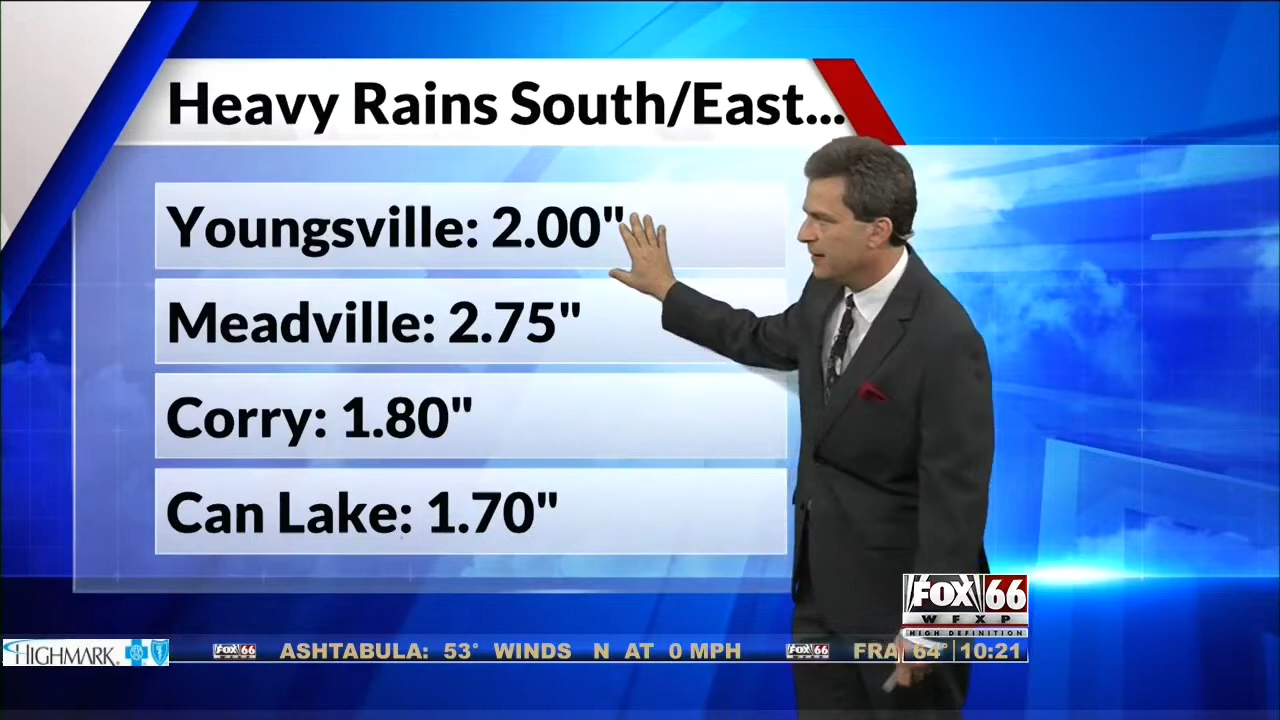 Heavy Rains South/East...
Youngsville: 2.00"
Meadville: 2.75"
Corry: 1.80"
Can Lake: 1.70"
FOX 66
WFXP
HIGH DEFINITION
HIGHMARK.
FOX 66
ASHTABULA: 53° WINDS N AT 0 MPH
FOX 66
FRA
64° 10:21